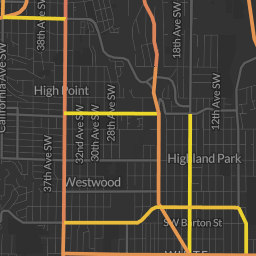 38th Ave SW
18th Ave SW
California Ave SW
High Point
32nd Ave SW
30th Ave SW
28th Ave SW
12th Ave SW
37th Ave SW
Highland Park
Westwood
SW Barton St